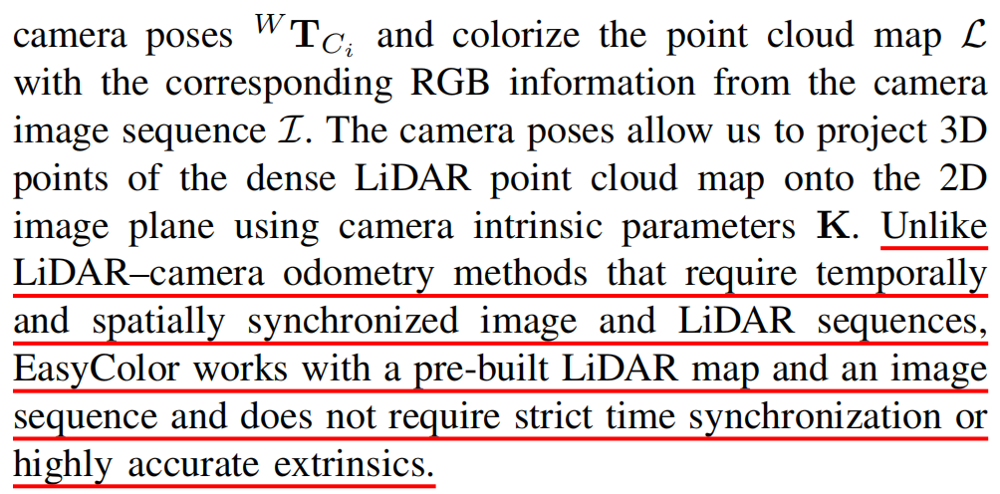 camera poses ᵂT_{C_i} and colorize the point cloud map ℒ
with the corresponding RGB information from the camera
image sequence ℐ. The camera poses allow us to project 3D
points of the dense LiDAR point cloud map onto the 2D
image plane using camera intrinsic parameters K. Unlike
LiDAR–camera odometry methods that require temporally
and spatially synchronized image and LiDAR sequences,
EasyColor works with a pre-built LiDAR map and an image
sequence and does not require strict time synchronization or
highly accurate extrinsics.